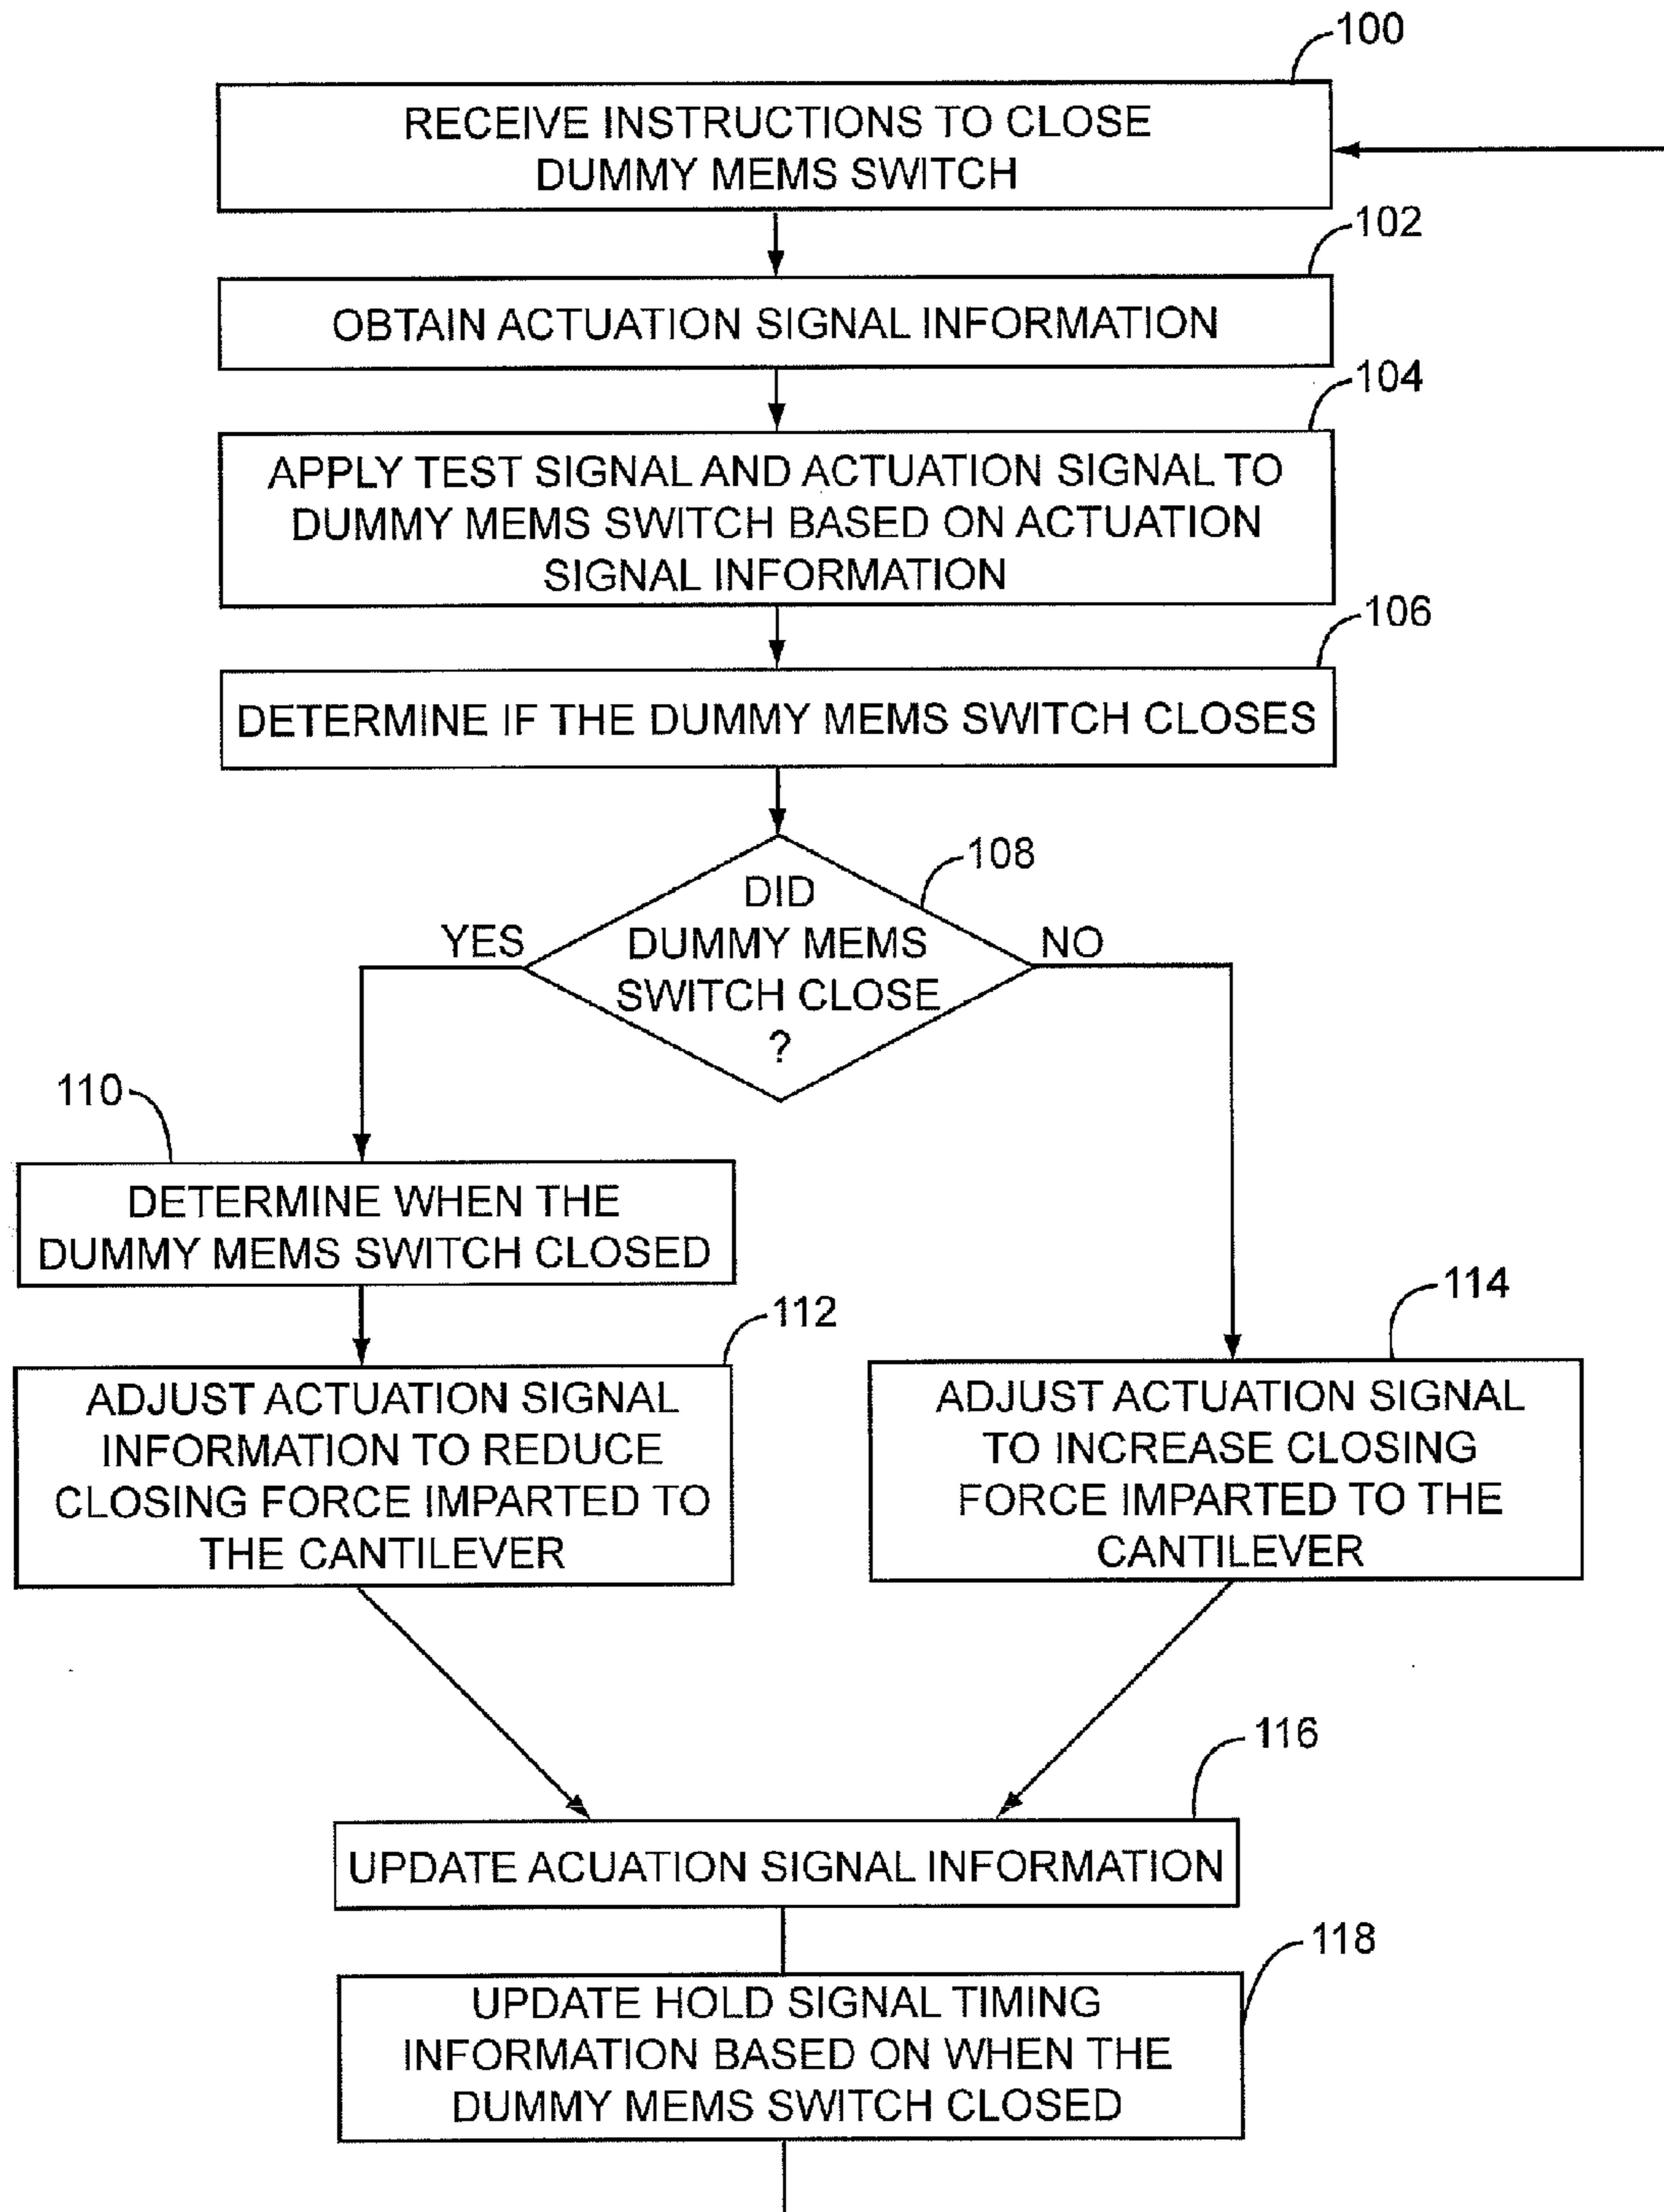 100
RECEIVE INSTRUCTIONS TO CLOSE
DUMMY MEMS SWITCH
102
OBTAIN ACTUATION SIGNAL INFORMATION
104
APPLY TEST SIGNAL AND ACTUATION SIGNAL TO
DUMMY MEMS SWITCH BASED ON ACTUATION
SIGNAL INFORMATION
106
DETERMINE IF THE DUMMY MEMS SWITCH CLOSES
108
DID
DUMMY MEMS
SWITCH CLOSE
?
YES
NO
110
DETERMINE WHEN THE
DUMMY MEMS SWITCH CLOSED
112
ADJUST ACTUATION SIGNAL
INFORMATION TO REDUCE
CLOSING FORCE IMPARTED TO
THE CANTILEVER
114
ADJUST ACTUATION SIGNAL
TO INCREASE CLOSING
FORCE IMPARTED TO THE
CANTILEVER
116
UPDATE ACUATION SIGNAL INFORMATION
118
UPDATE HOLD SIGNAL TIMING
INFORMATION BASED ON WHEN THE
DUMMY MEMS SWITCH CLOSED